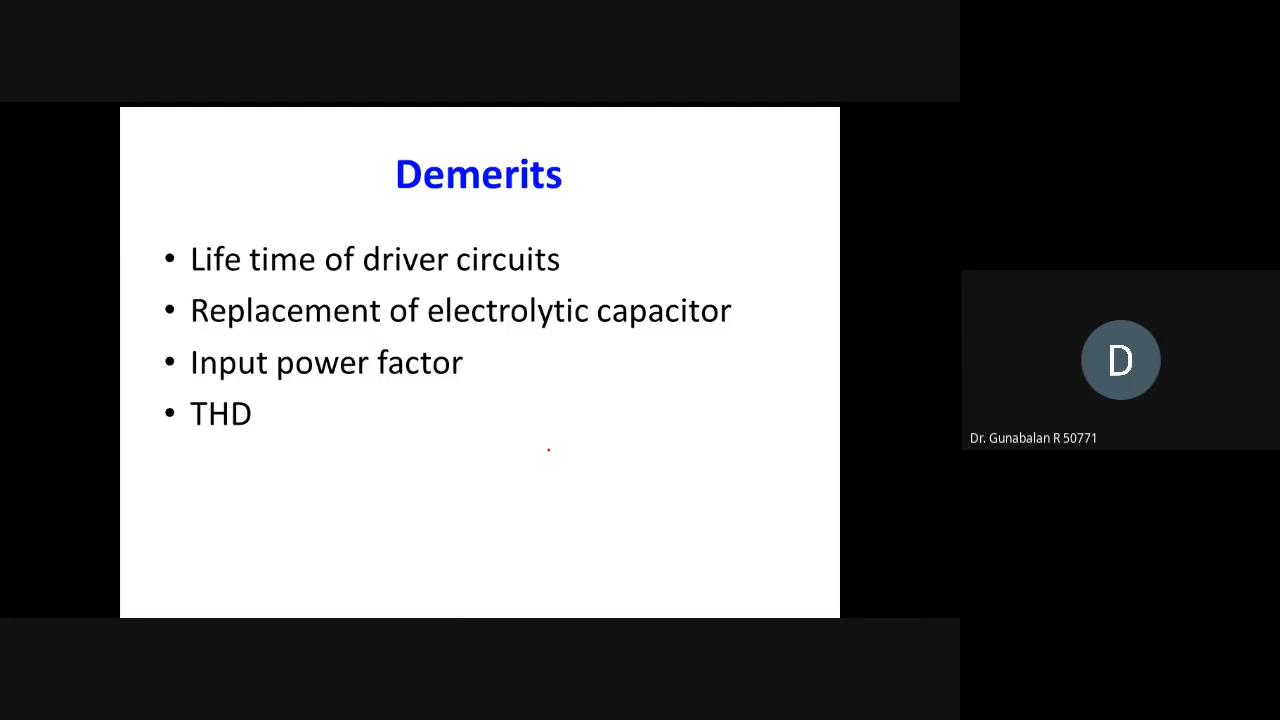 Demerits
• Life time of driver circuits
• Replacement of electrolytic capacitor
• Input power factor
• THD
D
Dr. Gunabalan R 50771